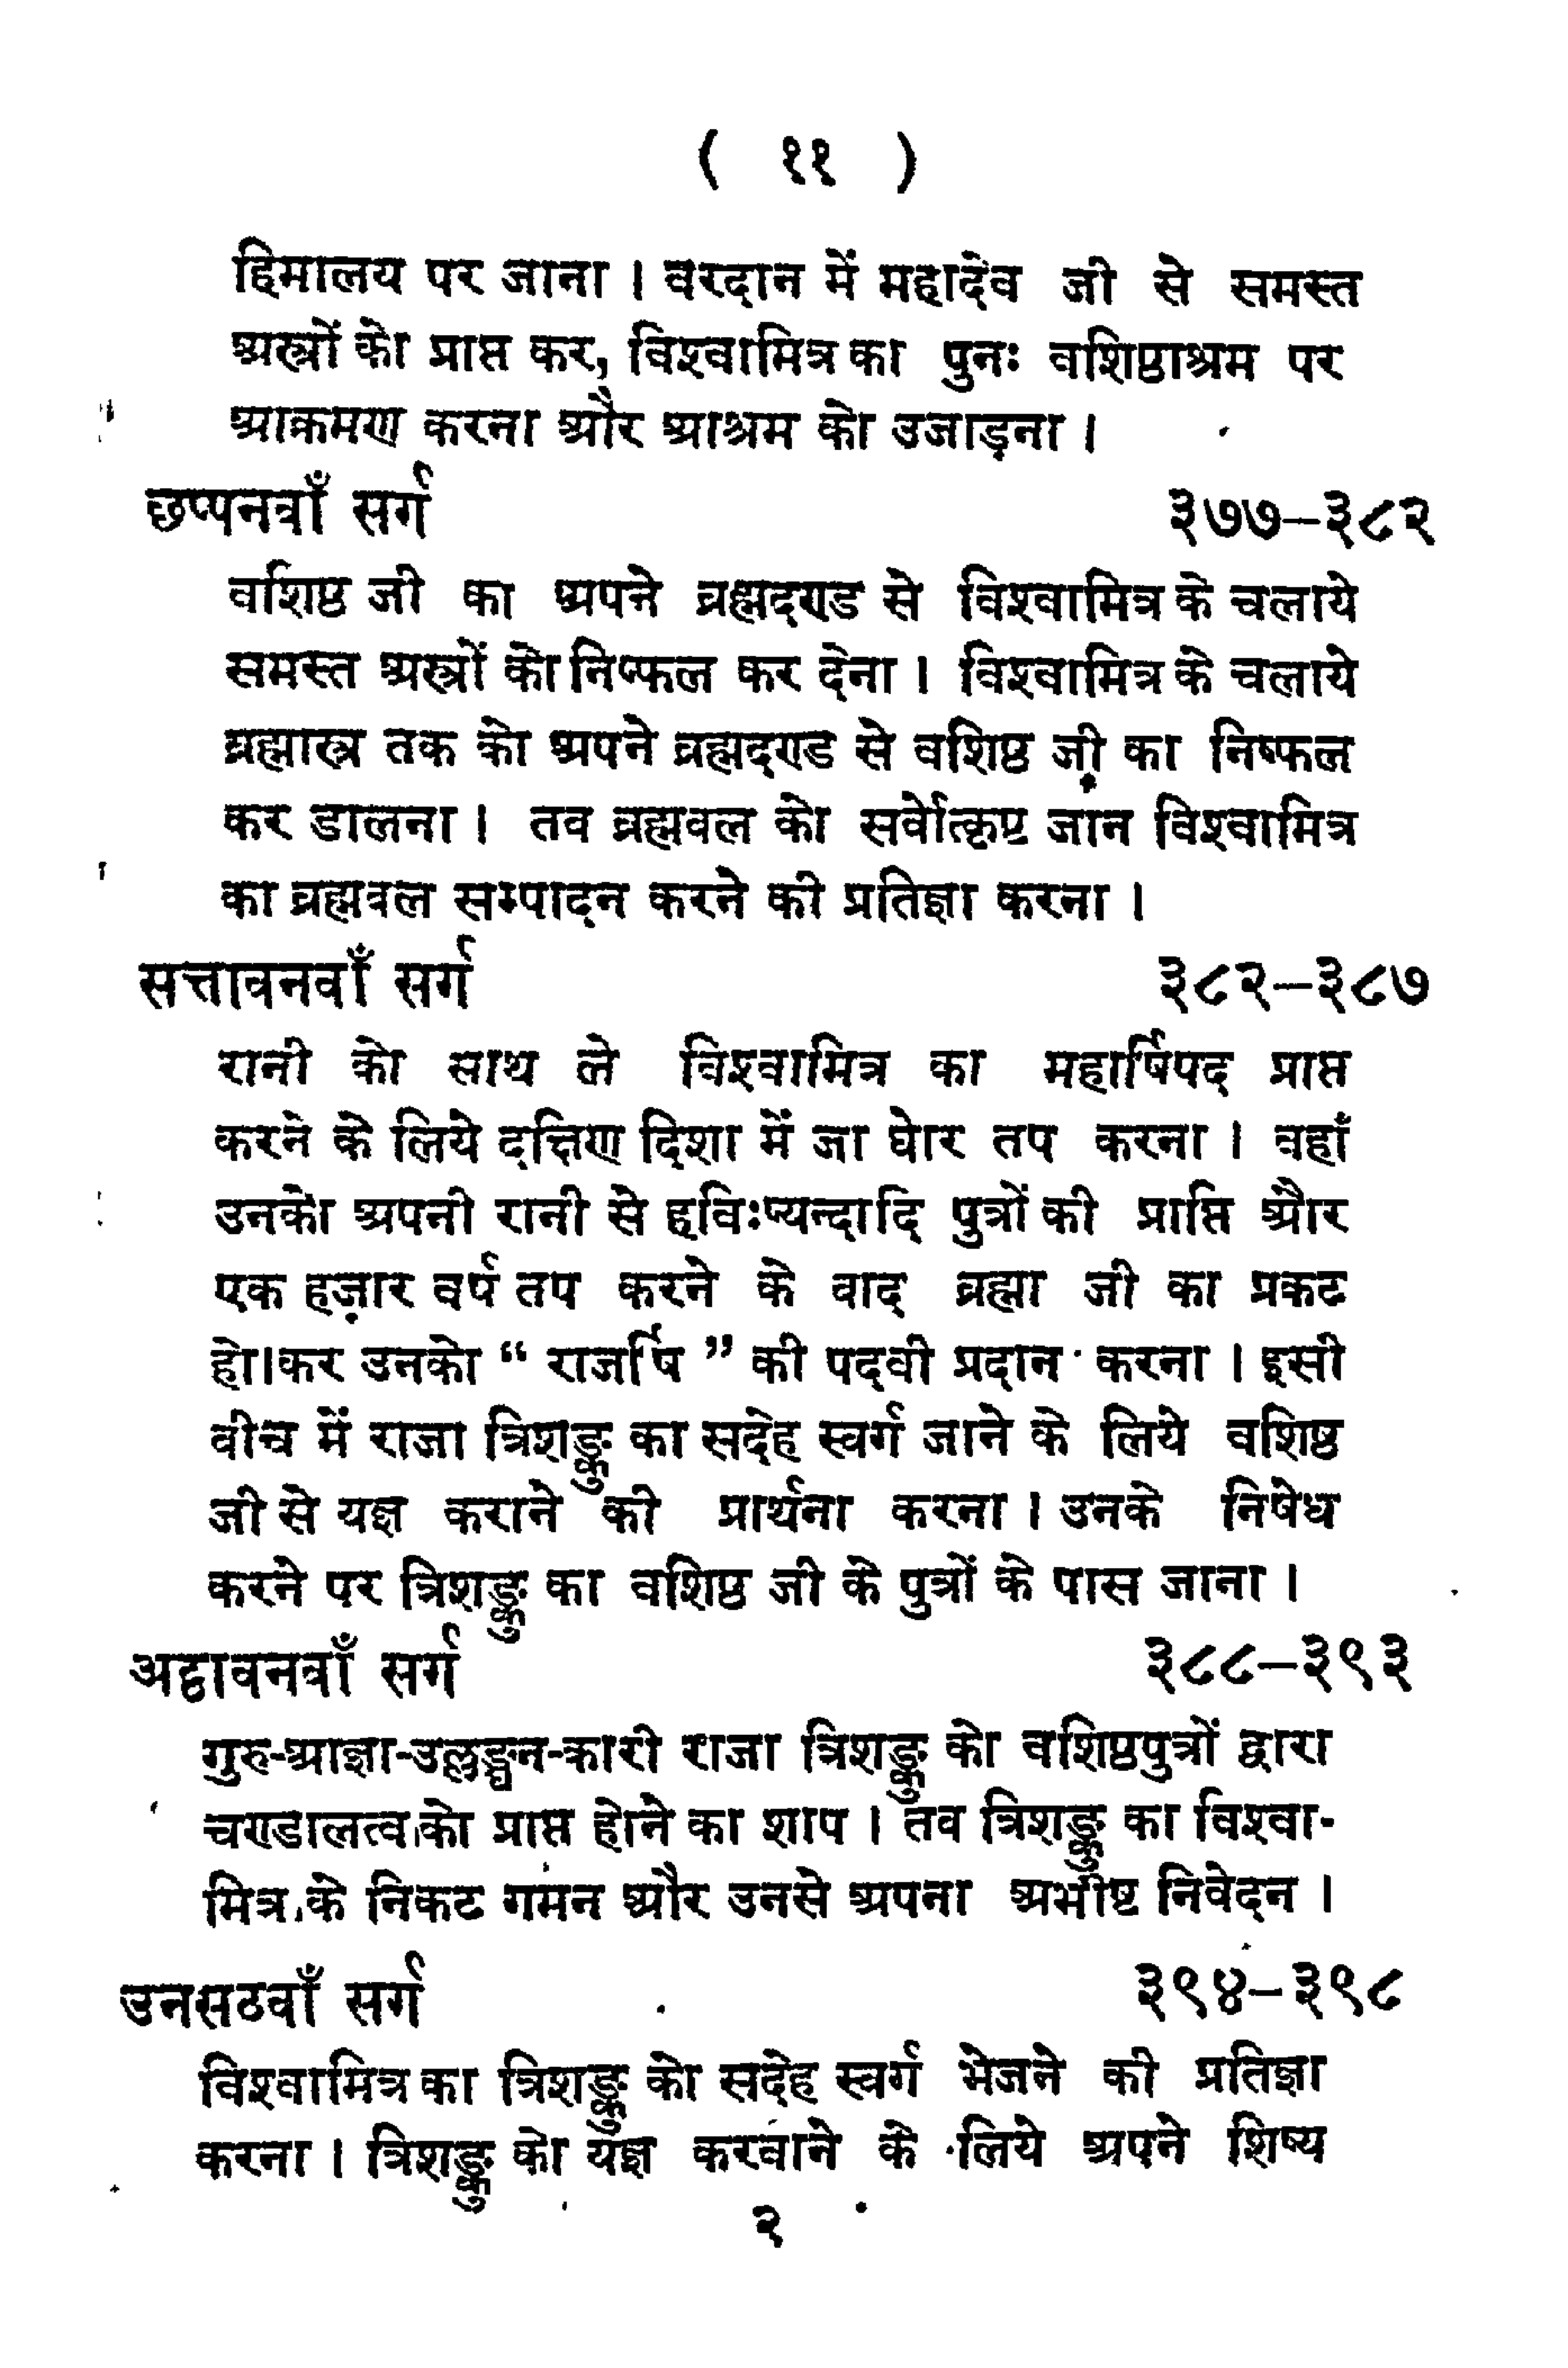 ( ११ )
हिमालय पर जाना । वरदान में महादेव जी से समस्त
अस्त्रों को प्राप्त कर, विश्वामित्र का पुनः वशिष्ठाश्रम पर
आक्रमण करना और आश्रम को उजाड़ना ।
छप्पनवाँ सर्ग ३७७–३८२
वशिष्ठ जी का अपने ब्रह्मदण्ड से विश्वामित्र के चलाये
समस्त अस्त्रों को निष्फल कर देना । विश्वामित्र के चलाये
ब्रह्मास्त्र तक को अपने ब्रह्मदण्ड से वशिष्ठ जी का निष्फल
कर डालना । तब ब्रह्मबल को सर्वोत्कृष्ट जान विश्वामित्र
का ब्रह्मबल सम्पादन करने की प्रतिज्ञा करना ।
सत्तावनवाँ सर्ग ३८२–३८७
रानी को साथ ले विश्वामित्र का महार्षिपद प्राप्त
करने के लिये दक्षिण दिशा में जा घोर तप करना । वहाँ
उनको अपनी रानी से हविःष्यन्दादि पुत्रों की प्राप्ति और
एक हज़ार वर्ष तप करने के बाद ब्रह्मा जी का प्रकट
हो।कर उनको “ राजर्षि ” की पदवी प्रदान करना । इसी
बीच में राजा त्रिशङ्कु का सदेह स्वर्ग जाने के लिये वशिष्ठ
जी से यज्ञ कराने की प्रार्थना करना । उनके निषेध
करने पर त्रिशङ्कु का वशिष्ठ जी के पुत्रों के पास जाना ।
अट्ठावनवाँ सर्ग ३८८–३९३
गुरु-आज्ञा-उल्लङ्घन-कारी राजा त्रिशङ्कु को वशिष्ठपुत्रों द्वारा
चण्डालत्व को प्राप्त होने का शाप । तब त्रिशङ्कु का विश्वा-
मित्र के निकट गमन और उनसे अपना अभीष्ट निवेदन ।
उनसठवाँ सर्ग ३९४–३९८
विश्वामित्र का त्रिशङ्कु को सदेह स्वर्ग भेजने की प्रतिज्ञा
करना । त्रिशङ्कु को यज्ञ करवाने के लिये अपने शिष्य
२